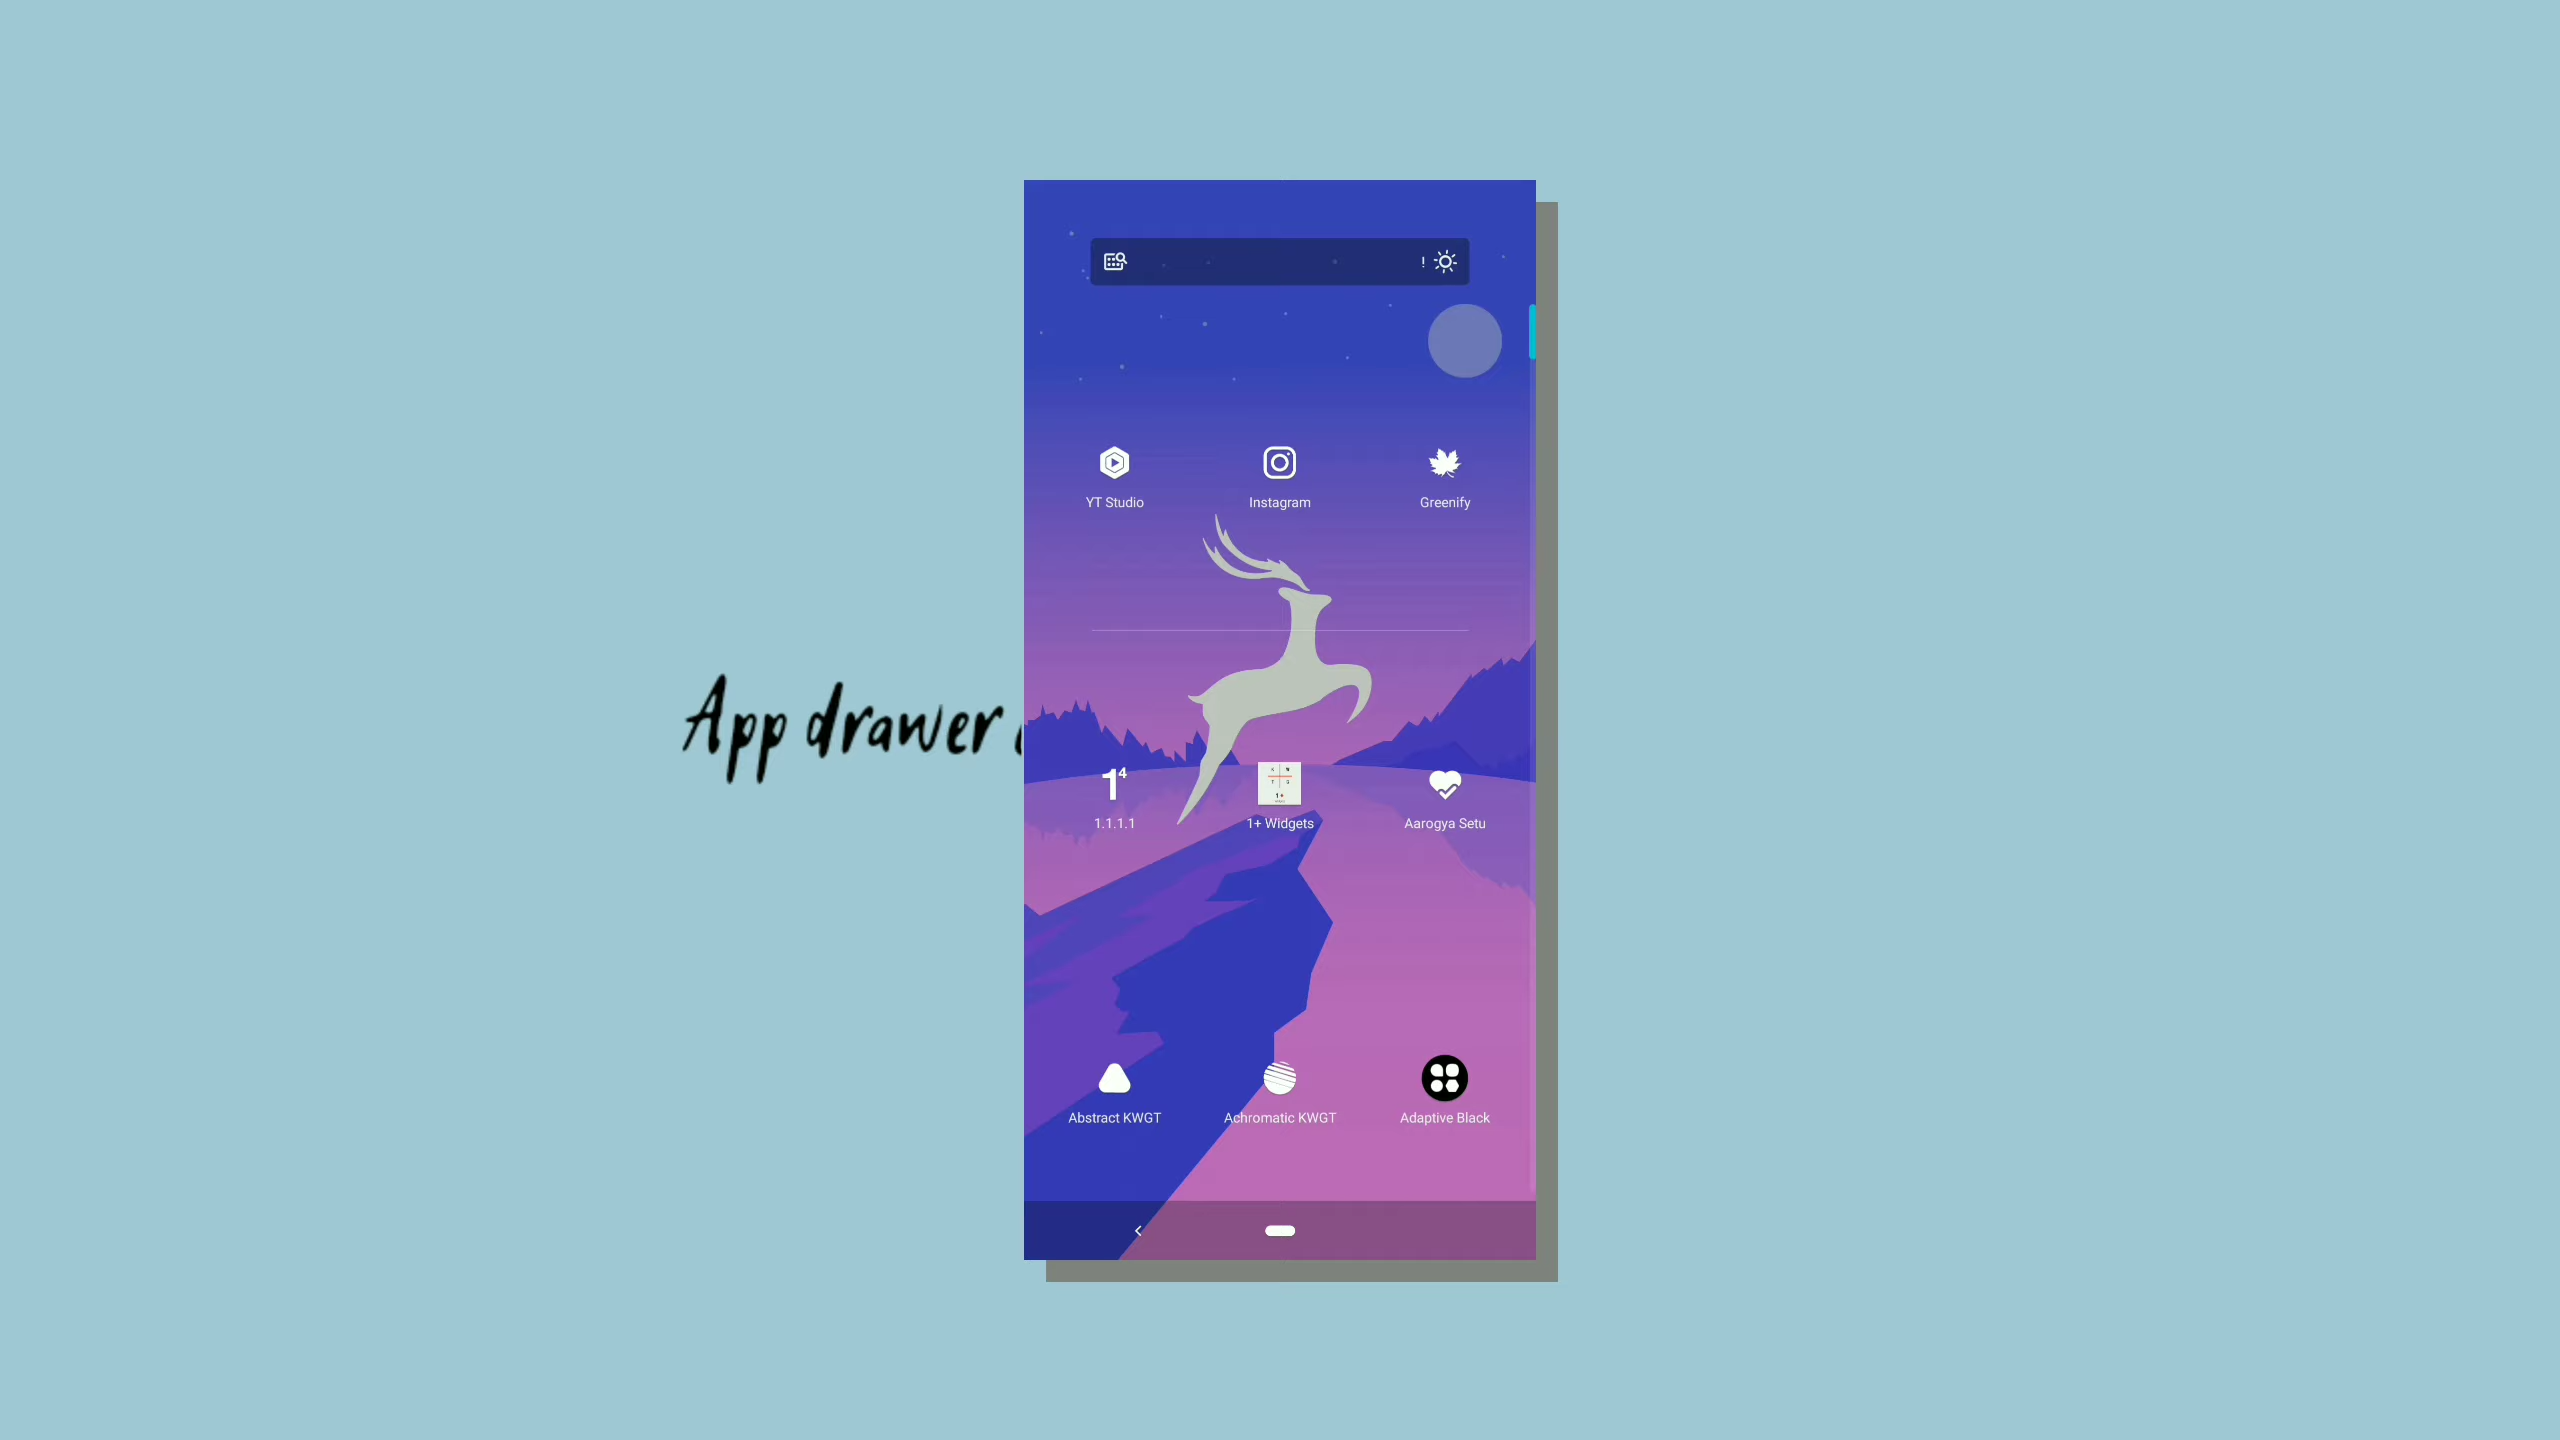 !
YT Studio
Instagram
Greenify
App drawer
1⁴
1.1.1.1
1+ Widgets
Aarogya Setu
Abstract KWGT
Achromatic KWGT
Adaptive Black